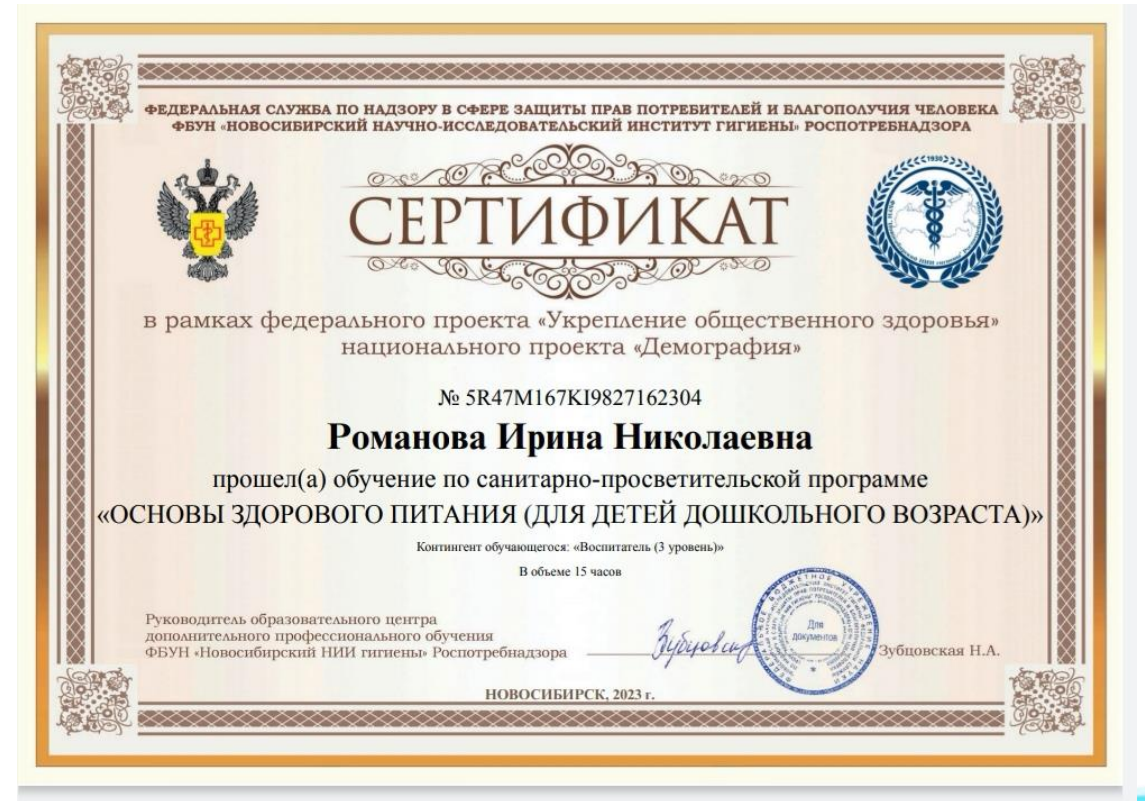 ФЕДЕРАЛЬНАЯ СЛУЖБА ПО НАДЗОРУ В СФЕРЕ ЗАЩИТЫ ПРАВ ПОТРЕБИТЕЛЕЙ И БЛАГОПОЛУЧИЯ ЧЕЛОВЕКА
ФБУН «НОВОСИБИРСКИЙ НАУЧНО-ИССЛЕДОВАТЕЛЬСКИЙ ИНСТИТУТ ГИГИЕНЫ» РОСПОТРЕБНАДЗОРА
1930
СЕРТИФИКАТ
в рамках федерального проекта «Укрепление общественного здоровья»
национального проекта «Демография»
№ 5R47M167KI9827162304
Романова Ирина Николаевна
прошел(а) обучение по санитарно-просветительской программе
«ОСНОВЫ ЗДОРОВОГО ПИТАНИЯ (ДЛЯ ДЕТЕЙ ДОШКОЛЬНОГО ВОЗРАСТА)»
Контингент обучающегося: «Воспитатель (3 уровень)»
В объеме 15 часов
Руководитель образовательного центра
дополнительного профессионального обучения
ФБУН «Новосибирский НИИ гигиены» Роспотребнадзора
Для
документов
Зубцовская Н.А.
НОВОСИБИРСК, 2023 г.